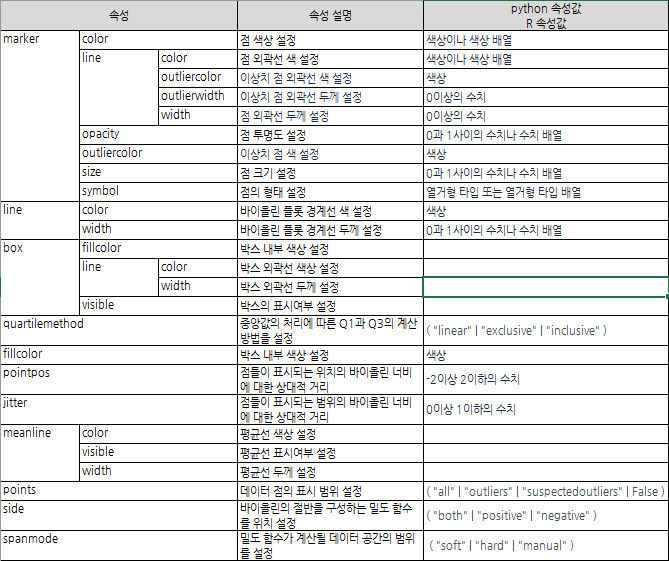 속성 속성 설명 python 속성값
R 속성값
marker color 점 색상 설정 색상이나 색상 배열
line color 점 외곽선 색 설정 색상이나 색상 배열
outliercolor 이상치 점 외곽선 색 설정 색상
outlierwidth 이상치 점 외곽선 두께 설정 0이상의 수치
width 점 외곽선 두께 설정 0이상의 수치
opacity 점 투명도 설정 0과 1사이의 수치나 수치 배열
outliercolor 이상치 점 색 설정 색상
size 점 크기 설정 0과 1사이의 수치나 수치 배열
symbol 점의 형태 설정 열거형 타입 또는 열거형 타입 배열
line color 바이올린 플롯 경계선 색 설정 색상
width 바이올린 플롯 경계선 두께 설정 0과 1사이의 수치나 수치 배열
box fillcolor 박스 내부 색상 설정
line color 박스 외곽선 색상 설정
width 박스 외곽선 두께 설정
visible 박스의 표시여부 설정
quartilemethod 중앙값의 처리에 따른 Q1과 Q3의 계산 ( "linear" | "exclusive" | "inclusive" )
방법을 설정
fillcolor 박스 내부 색상 설정 색상
pointpos 점들이 표시되는 위치의 바이올린 너비 -2이상 2이하의 수치
에 대한 상대적 거리
jitter 점들이 표시되는 범위의 바이올린 너비 0이상 1이하의 수치
에 대한 상대적 거리
meanline color 평균선 색상 설정
visible 평균선 표시여부 설정
width 평균선 두께 설정
points 데이터 점의 표시 범위 설정 ( "all" | "outliers" | "suspectedoutliers" | False )
side 바이올린의 절반을 구성하는 밀도 함수 ( "both" | "positive" | "negative" )
를 위치 설정
spanmode 밀도 함수가 계산될 데이터 공간의 범위 ( "soft" | "hard" | "manual" )
를 설정